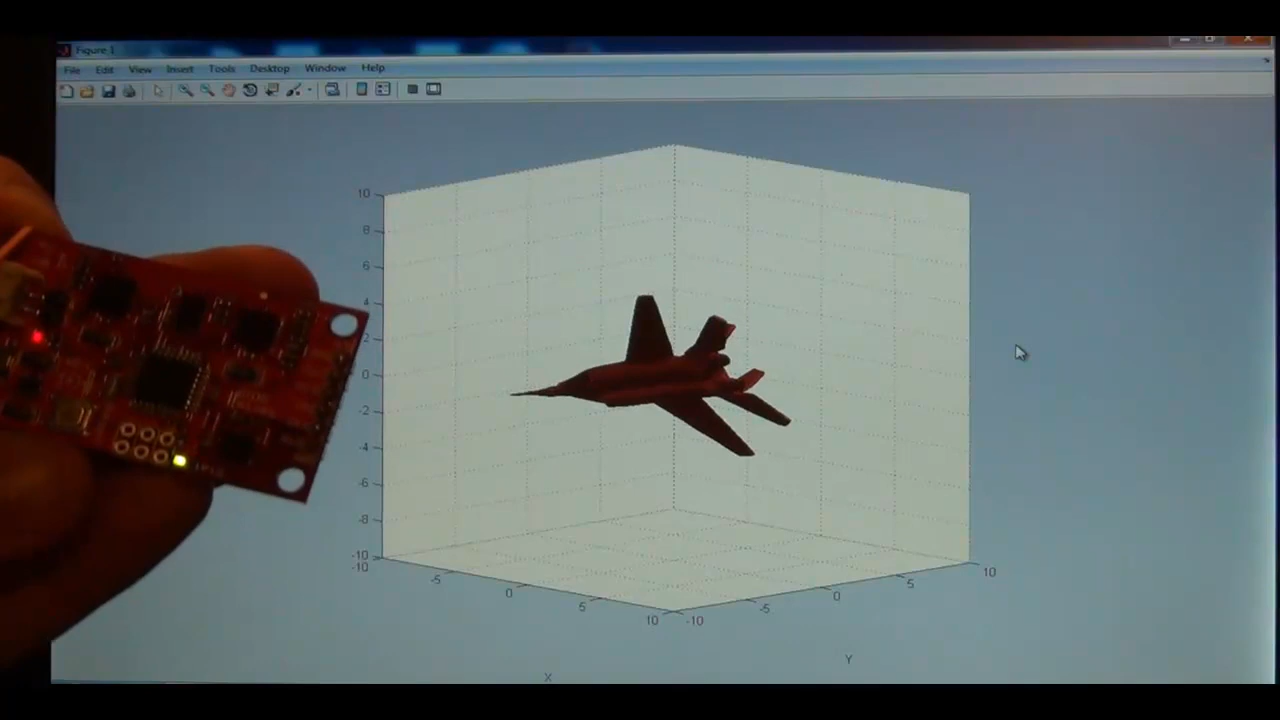 Figure 1
File Edit View Insert Tools Desktop Window Help
10
8
6
4
2
0
-2
-4
-6
-8
-10
-10 -5 0 5 10
-10 -5 0 5 10
X
Y